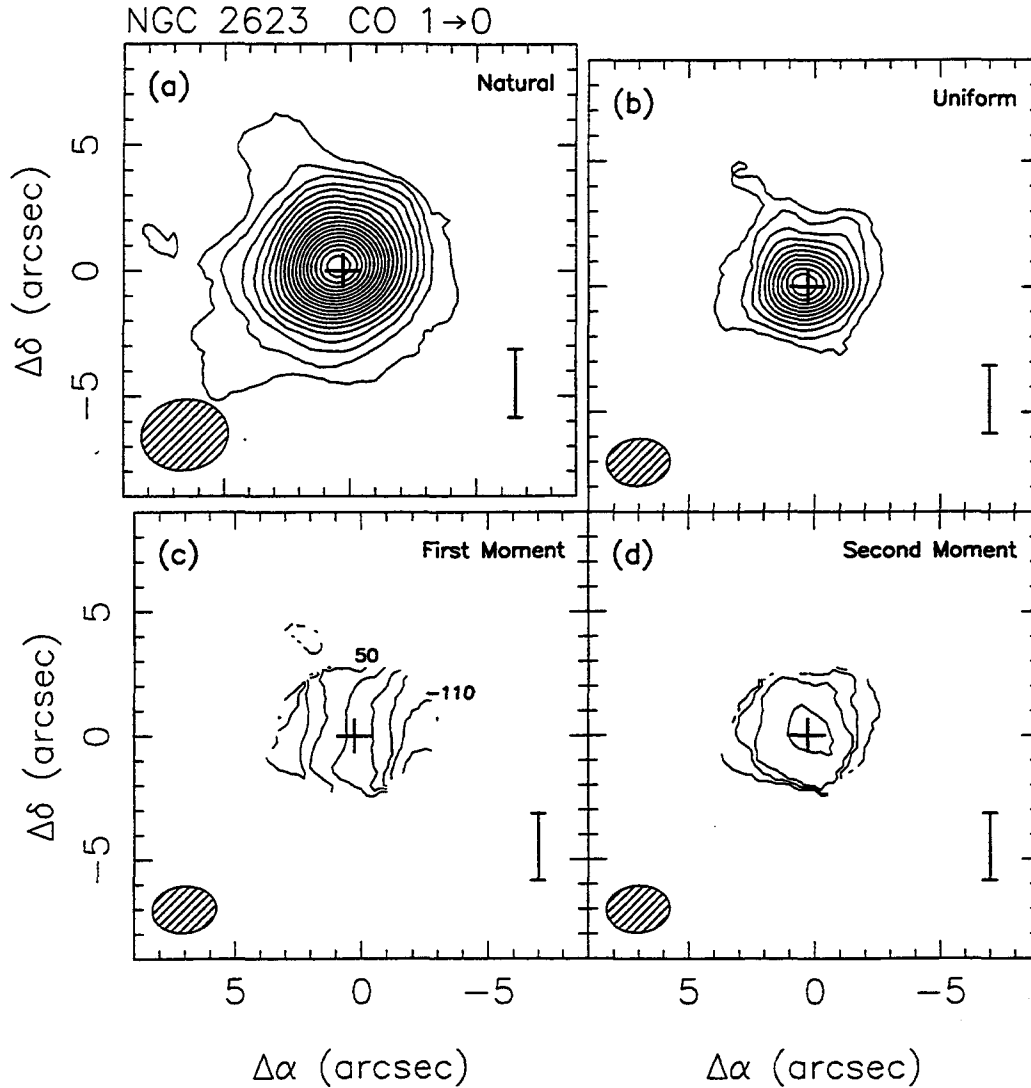 NGC 2623 CO 1→0
(a) Natural
(b) Uniform
Δδ (arcsec)
5
0
−5
(c) First Moment
50
−110
(d) Second Moment
Δδ (arcsec)
5
0
−5
5 0 −5
5 0 −5
Δα (arcsec)
Δα (arcsec)